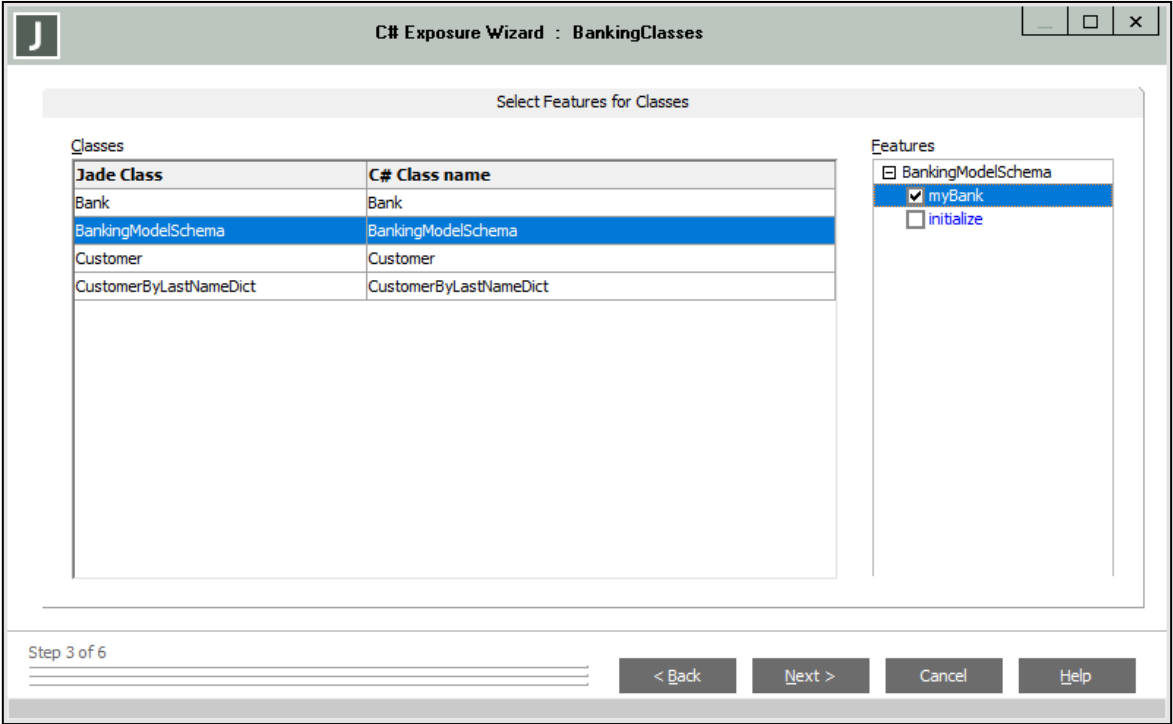 J
C# Exposure Wizard : BankingClasses
Select Features for Classes
Classes
Features
Jade Class C# Class name
Bank Bank
BankingModelSchema BankingModelSchema
Customer Customer
CustomerByLastNameDict CustomerByLastNameDict
BankingModelSchema
myBank
initialize
Step 3 of 6
< Back Next > Cancel Help